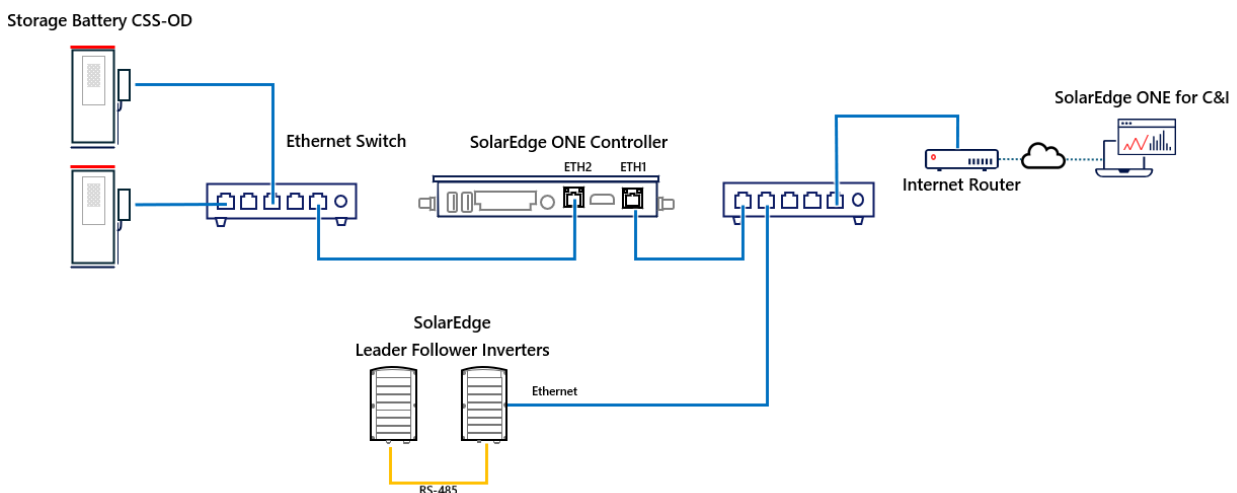 Storage Battery CSS-OD
SolarEdge ONE for C&I
Ethernet Switch
SolarEdge ONE Controller
ETH2
ETH1
Internet Router
SolarEdge
Leader Follower Inverters
Ethernet
RS-485